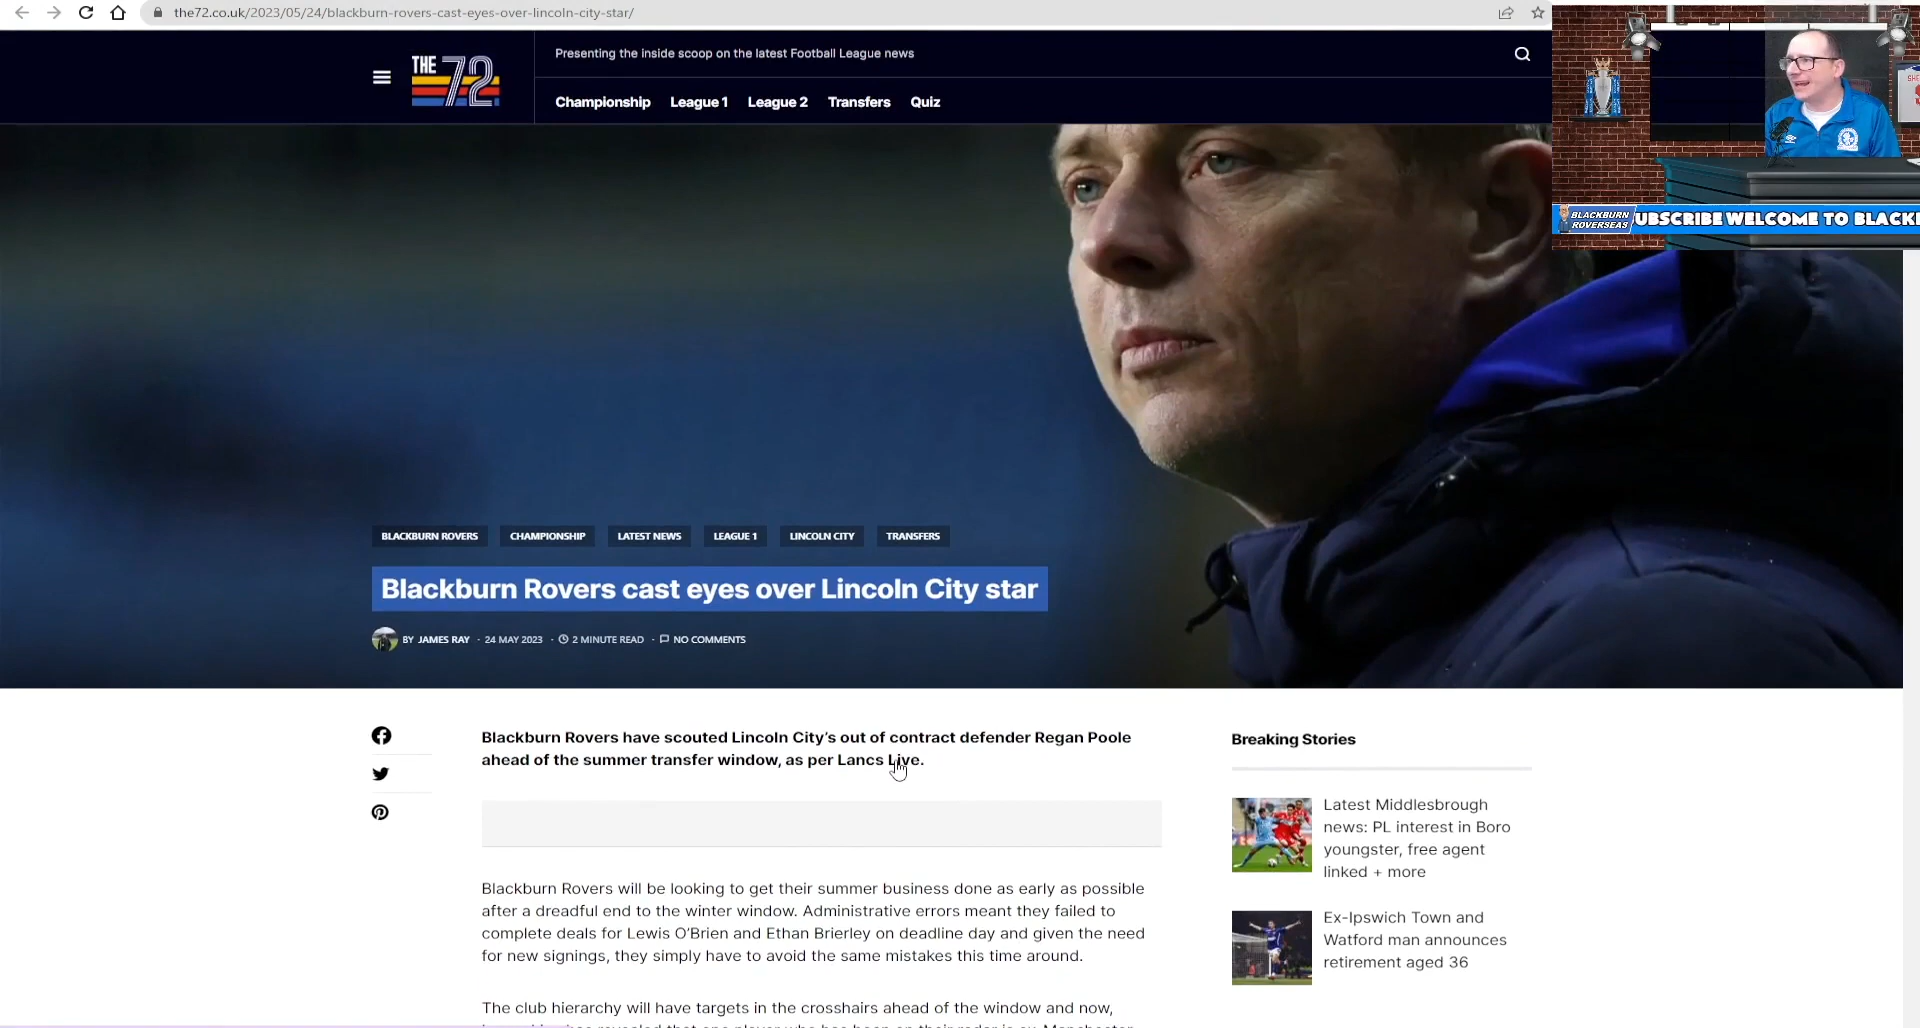 the72.co.uk/2023/05/24/blackburn-rovers-cast-eyes-over-lincoln-city-star/
THE 72
Presenting the inside scoop on the latest Football League news
Championship League 1 League 2 Transfers Quiz
BLACKBURN ROVERSEAS
UBSCRIBE WELCOME TO BLACK
BLACKBURN ROVERS CHAMPIONSHIP LATEST NEWS LEAGUE 1 LINCOLN CITY TRANSFERS
Blackburn Rovers cast eyes over Lincoln City star
BY JAMES RAY · 24 MAY 2023 · 2 MINUTE READ · NO COMMENTS
Blackburn Rovers have scouted Lincoln City's out of contract defender Regan Poole
ahead of the summer transfer window, as per Lancs Live.
Blackburn Rovers will be looking to get their summer business done as early as possible
after a dreadful end to the winter window. Administrative errors meant they failed to
complete deals for Lewis O'Brien and Ethan Brierley on deadline day and given the need
for new signings, they simply have to avoid the same mistakes this time around.
The club hierarchy will have targets in the crosshairs ahead of the window and now,
Breaking Stories
Latest Middlesbrough
news: PL interest in Boro
youngster, free agent
linked + more
Ex-Ipswich Town and
Watford man announces
retirement aged 36